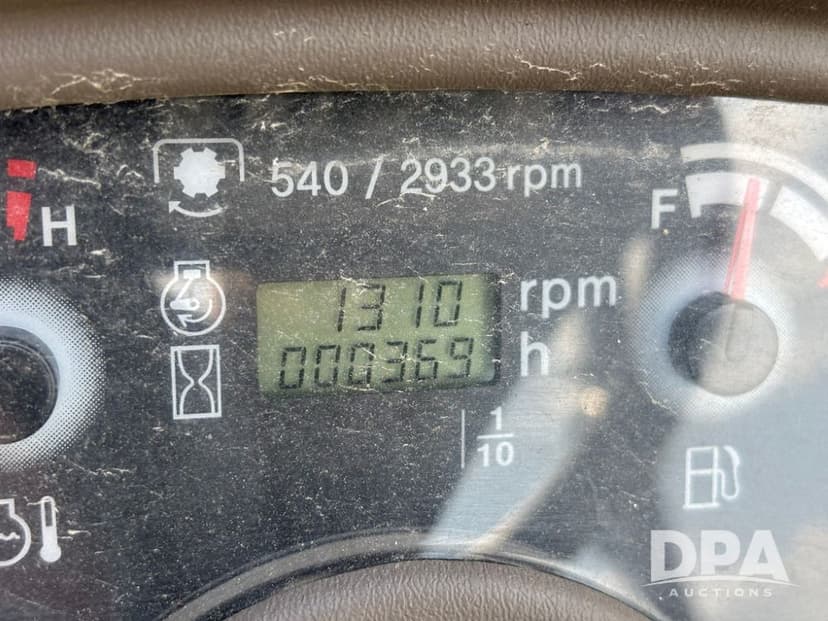 540 / 2933 rpm
H
F
1310 rpm
000369 h
1/10
DPA
AUCTIONS